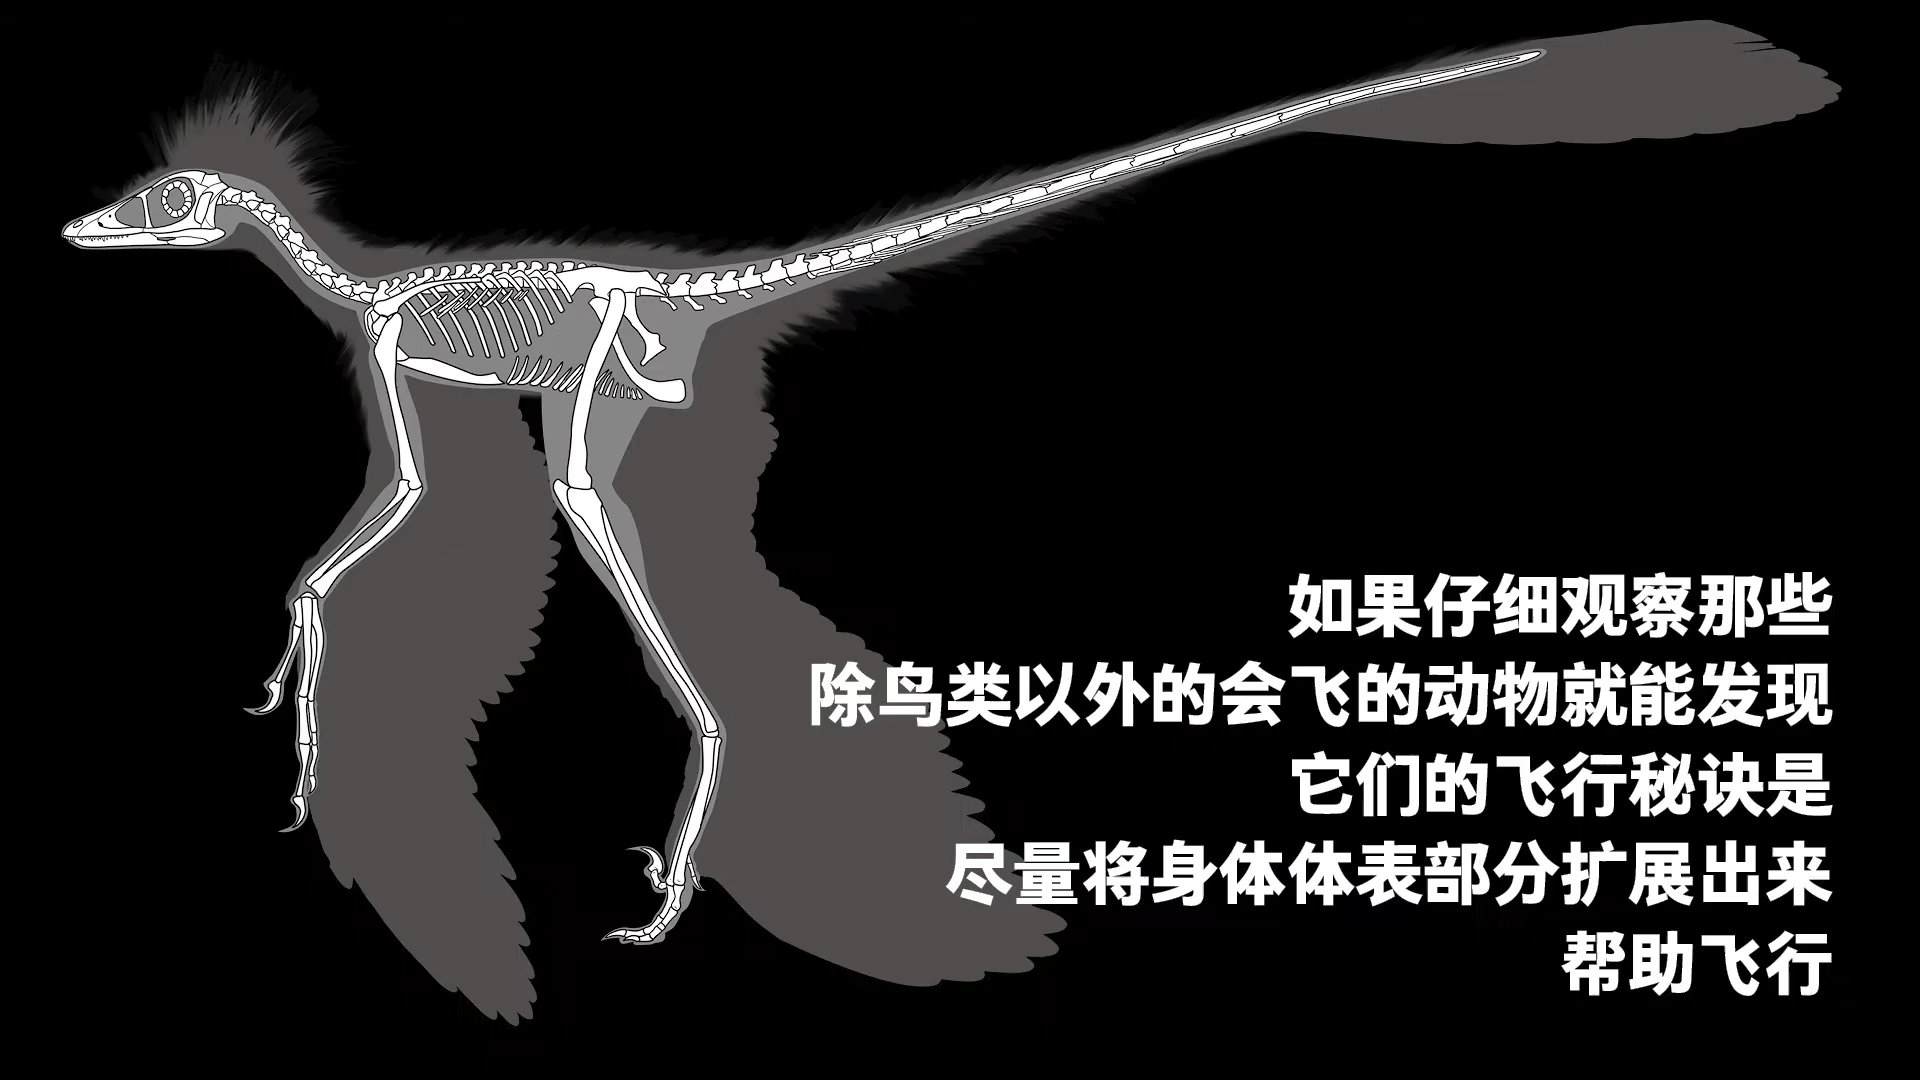 如果仔细观察那些
除鸟类以外的会飞的动物就能发现
它们的飞行秘诀是
尽量将身体体表部分扩展出来
帮助飞行